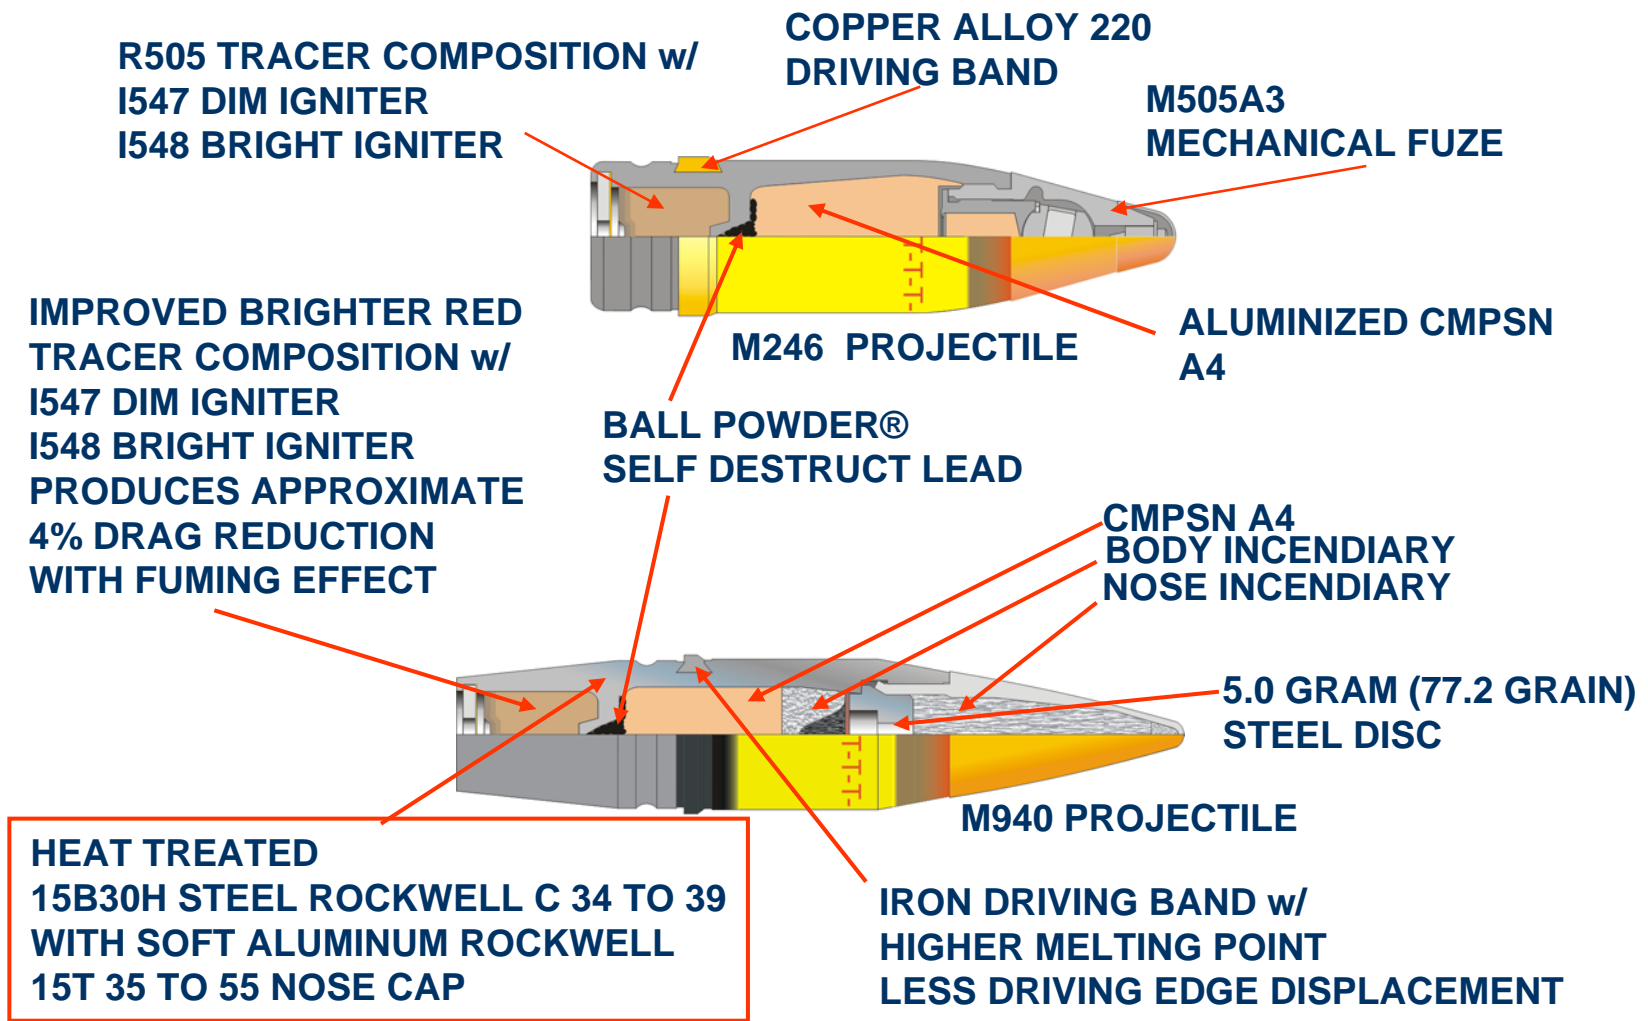 COPPER ALLOY 220
DRIVING BAND
R505 TRACER COMPOSITION w/
I547 DIM IGNITER
I548 BRIGHT IGNITER
M505A3
MECHANICAL FUZE
T-T-T-
M246 PROJECTILE
ALUMINIZED CMPSN
A4
IMPROVED BRIGHTER RED
TRACER COMPOSITION w/
I547 DIM IGNITER
I548 BRIGHT IGNITER
PRODUCES APPROXIMATE
4% DRAG REDUCTION
WITH FUMING EFFECT
BALL POWDER®
SELF DESTRUCT LEAD
CMPSN A4
BODY INCENDIARY
NOSE INCENDIARY
5.0 GRAM (77.2 GRAIN)
STEEL DISC
T-T-T-
M940 PROJECTILE
HEAT TREATED
15B30H STEEL ROCKWELL C 34 TO 39
WITH SOFT ALUMINUM ROCKWELL
15T 35 TO 55 NOSE CAP
IRON DRIVING BAND w/
HIGHER MELTING POINT
LESS DRIVING EDGE DISPLACEMENT